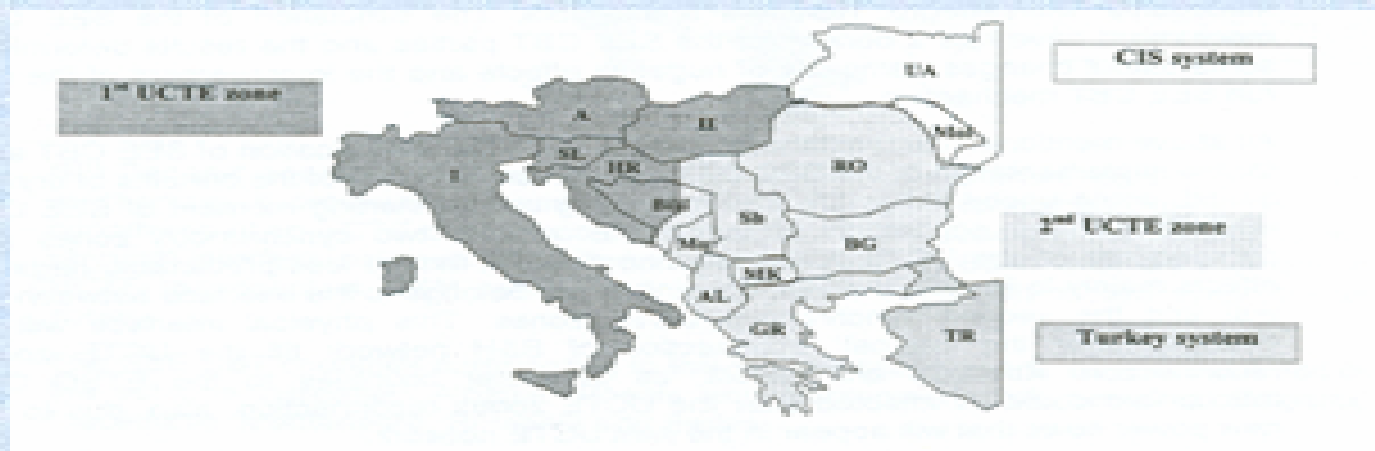 1st UCTE zone
CIS system
UA
Mol
A
H
SL
HR
RO
I
BiH
Sb
Mo
BG
2nd UCTE zone
MK
AL
GR
TR
Turkey system